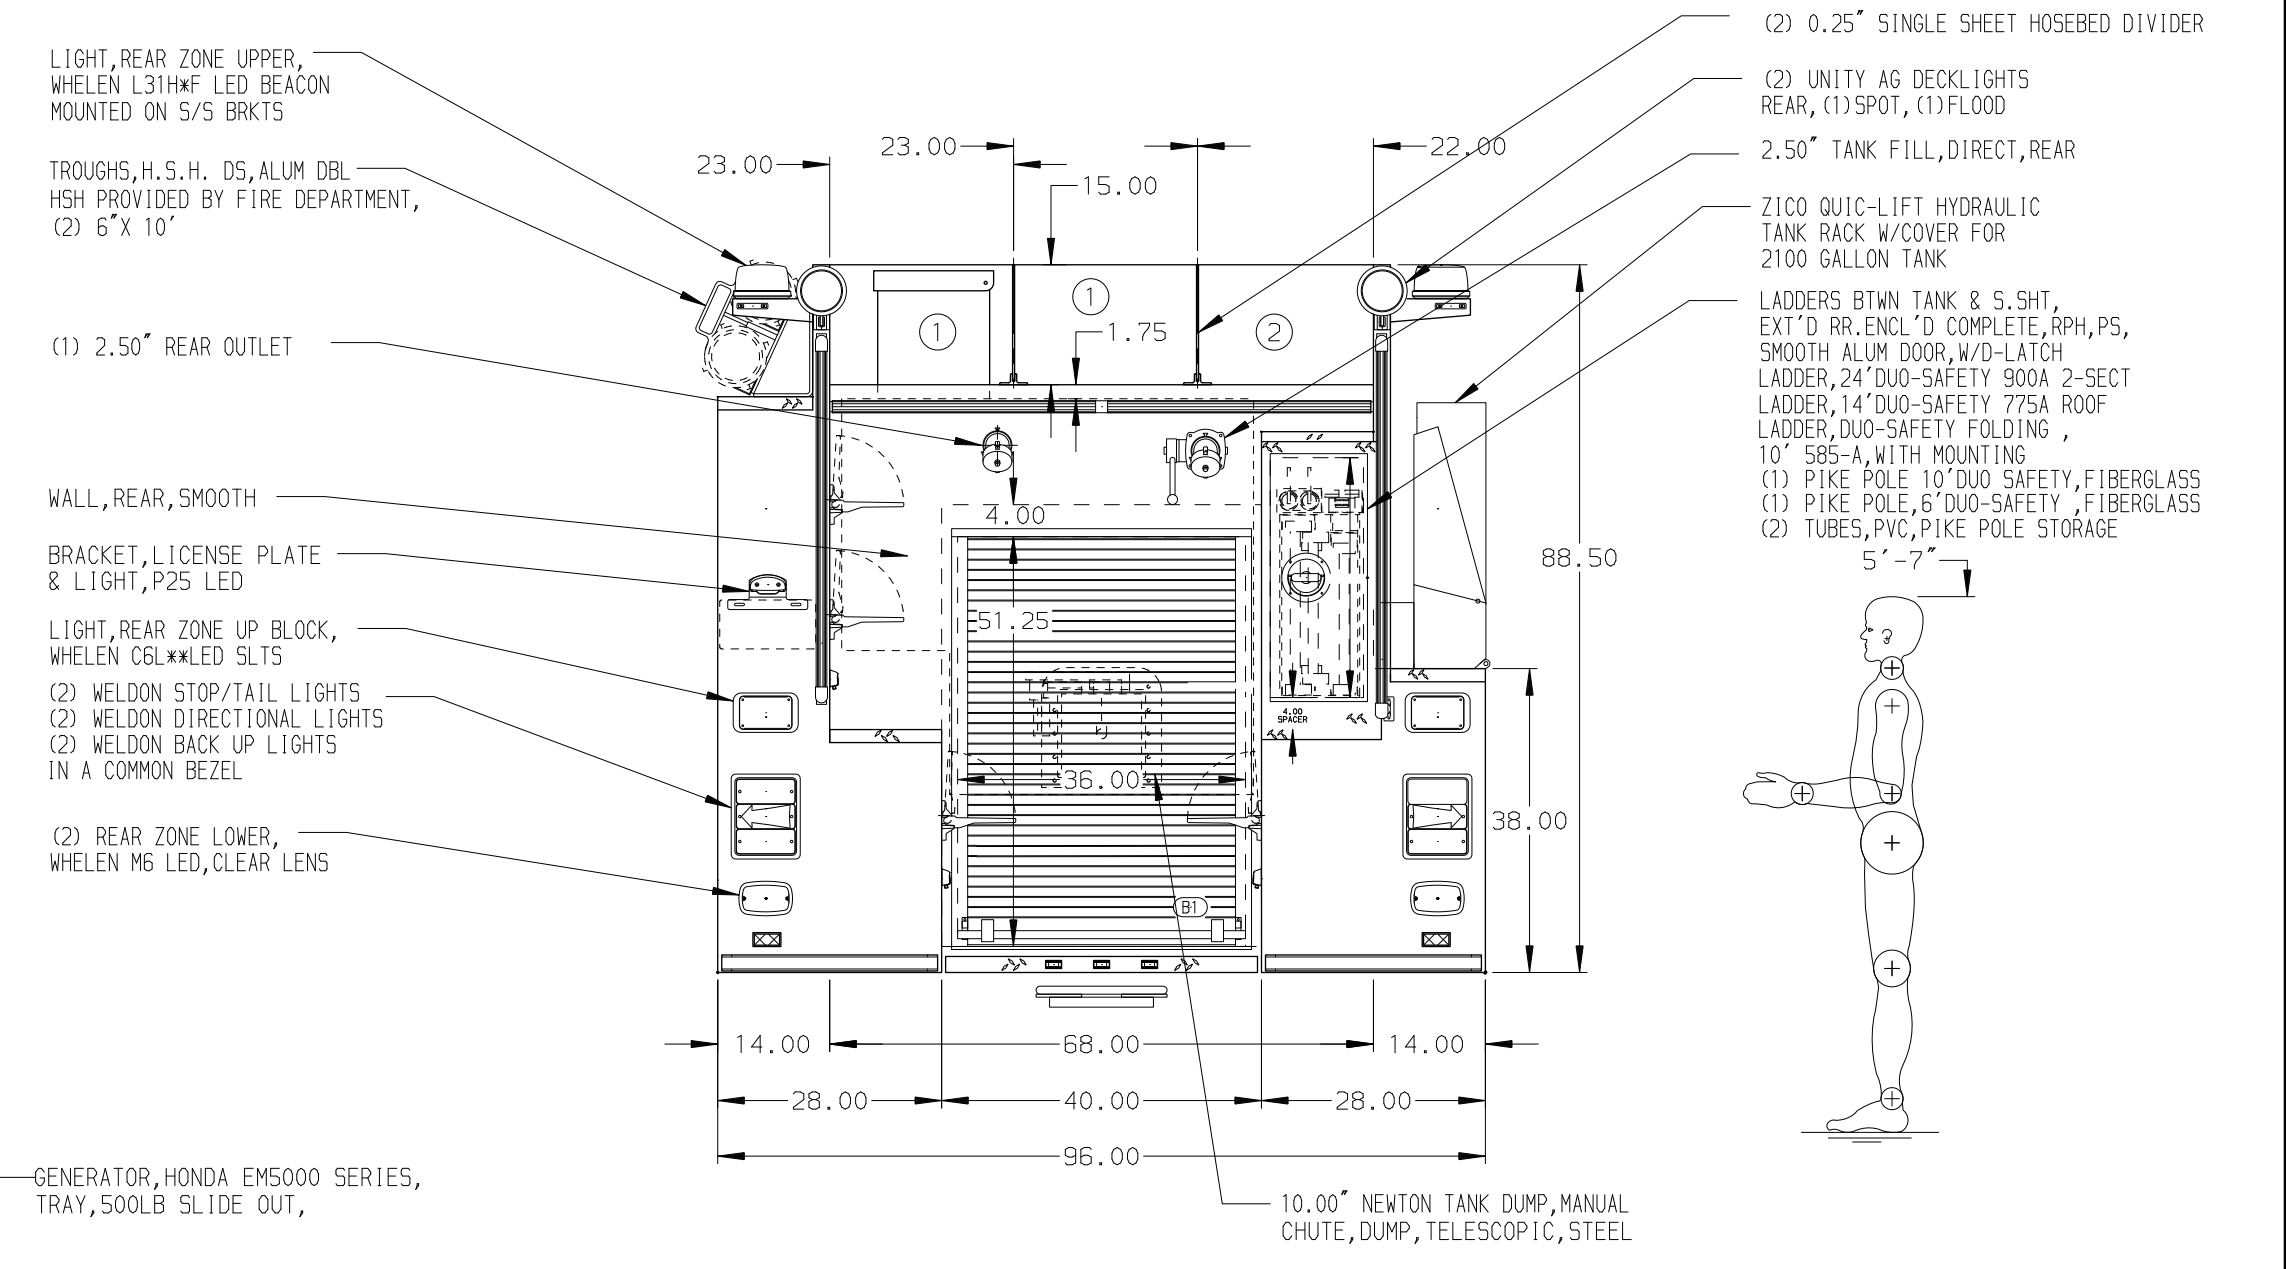 LIGHT,REAR ZONE UPPER,
WHELEN L31H*F LED BEACON
MOUNTED ON S/S BRKTS
TROUGHS,H.S.H. DS,ALUM DBL
HSH PROVIDED BY FIRE DEPARTMENT,
(2) 6"X 10'
(1) 2.50" REAR OUTLET
WALL,REAR,SMOOTH
BRACKET,LICENSE PLATE
& LIGHT,P25 LED
LIGHT,REAR ZONE UP BLOCK,
WHELEN C6L**LED SLTS
(2) WELDON STOP/TAIL LIGHTS
(2) WELDON DIRECTIONAL LIGHTS
(2) WELDON BACK UP LIGHTS
IN A COMMON BEZEL
(2) REAR ZONE LOWER,
WHELEN M6 LED,CLEAR LENS
GENERATOR,HONDA EM5000 SERIES,
TRAY,500LB SLIDE OUT,
23.00
23.00
22.00
15.00
1
1
2
1.75
4.00
51.25
36.00
4.00
SPACER
B1
88.50
38.00
14.00
68.00
14.00
28.00
40.00
28.00
96.00
(2) 0.25" SINGLE SHEET HOSEBED DIVIDER
(2) UNITY AG DECKLIGHTS
REAR,(1)SPOT,(1)FLOOD
2.50" TANK FILL,DIRECT,REAR
ZICO QUIC-LIFT HYDRAULIC
TANK RACK W/COVER FOR
2100 GALLON TANK
LADDERS BTWN TANK & S.SHT,
EXT'D RR.ENCL'D COMPLETE,RPH,PS,
SMOOTH ALUM DOOR,W/D-LATCH
LADDER,24'DUO-SAFETY 900A 2-SECT
LADDER,14'DUO-SAFETY 775A ROOF
LADDER,DUO-SAFETY FOLDING ,
10' 585-A,WITH MOUNTING
(1) PIKE POLE 10'DUO SAFETY,FIBERGLASS
(1) PIKE POLE,6'DUO-SAFETY ,FIBERGLASS
(2) TUBES,PVC,PIKE POLE STORAGE
5'-7"
10.00" NEWTON TANK DUMP,MANUAL
CHUTE,DUMP,TELESCOPIC,STEEL